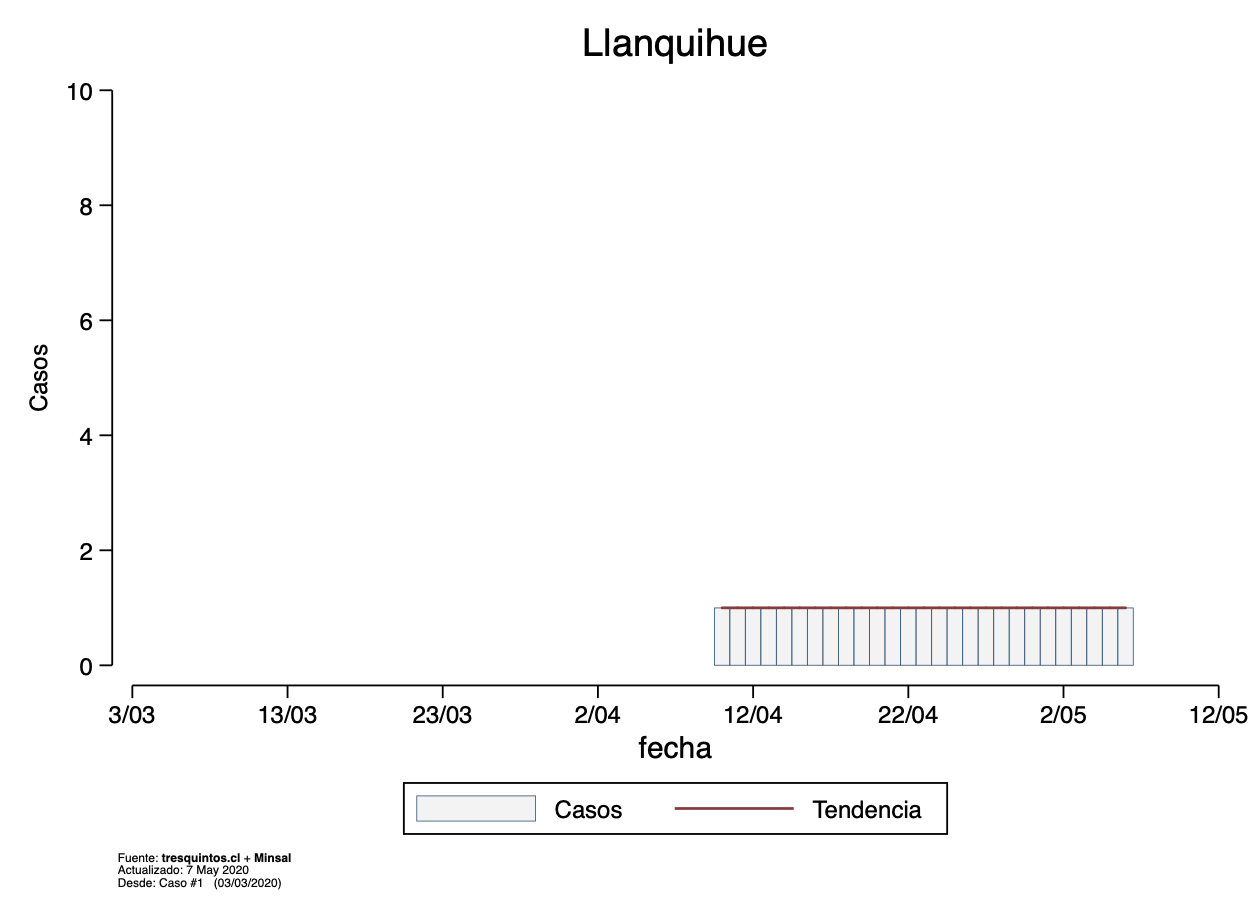 Llanquihue
10
8
6
4
2
0
Casos
3/03 13/03 23/03 2/04 12/04 22/04 2/05 12/05
fecha
Casos Tendencia
Fuente: tresquintos.cl + Minsal
Actualizado: 7 May 2020
Desde: Caso #1 (03/03/2020)